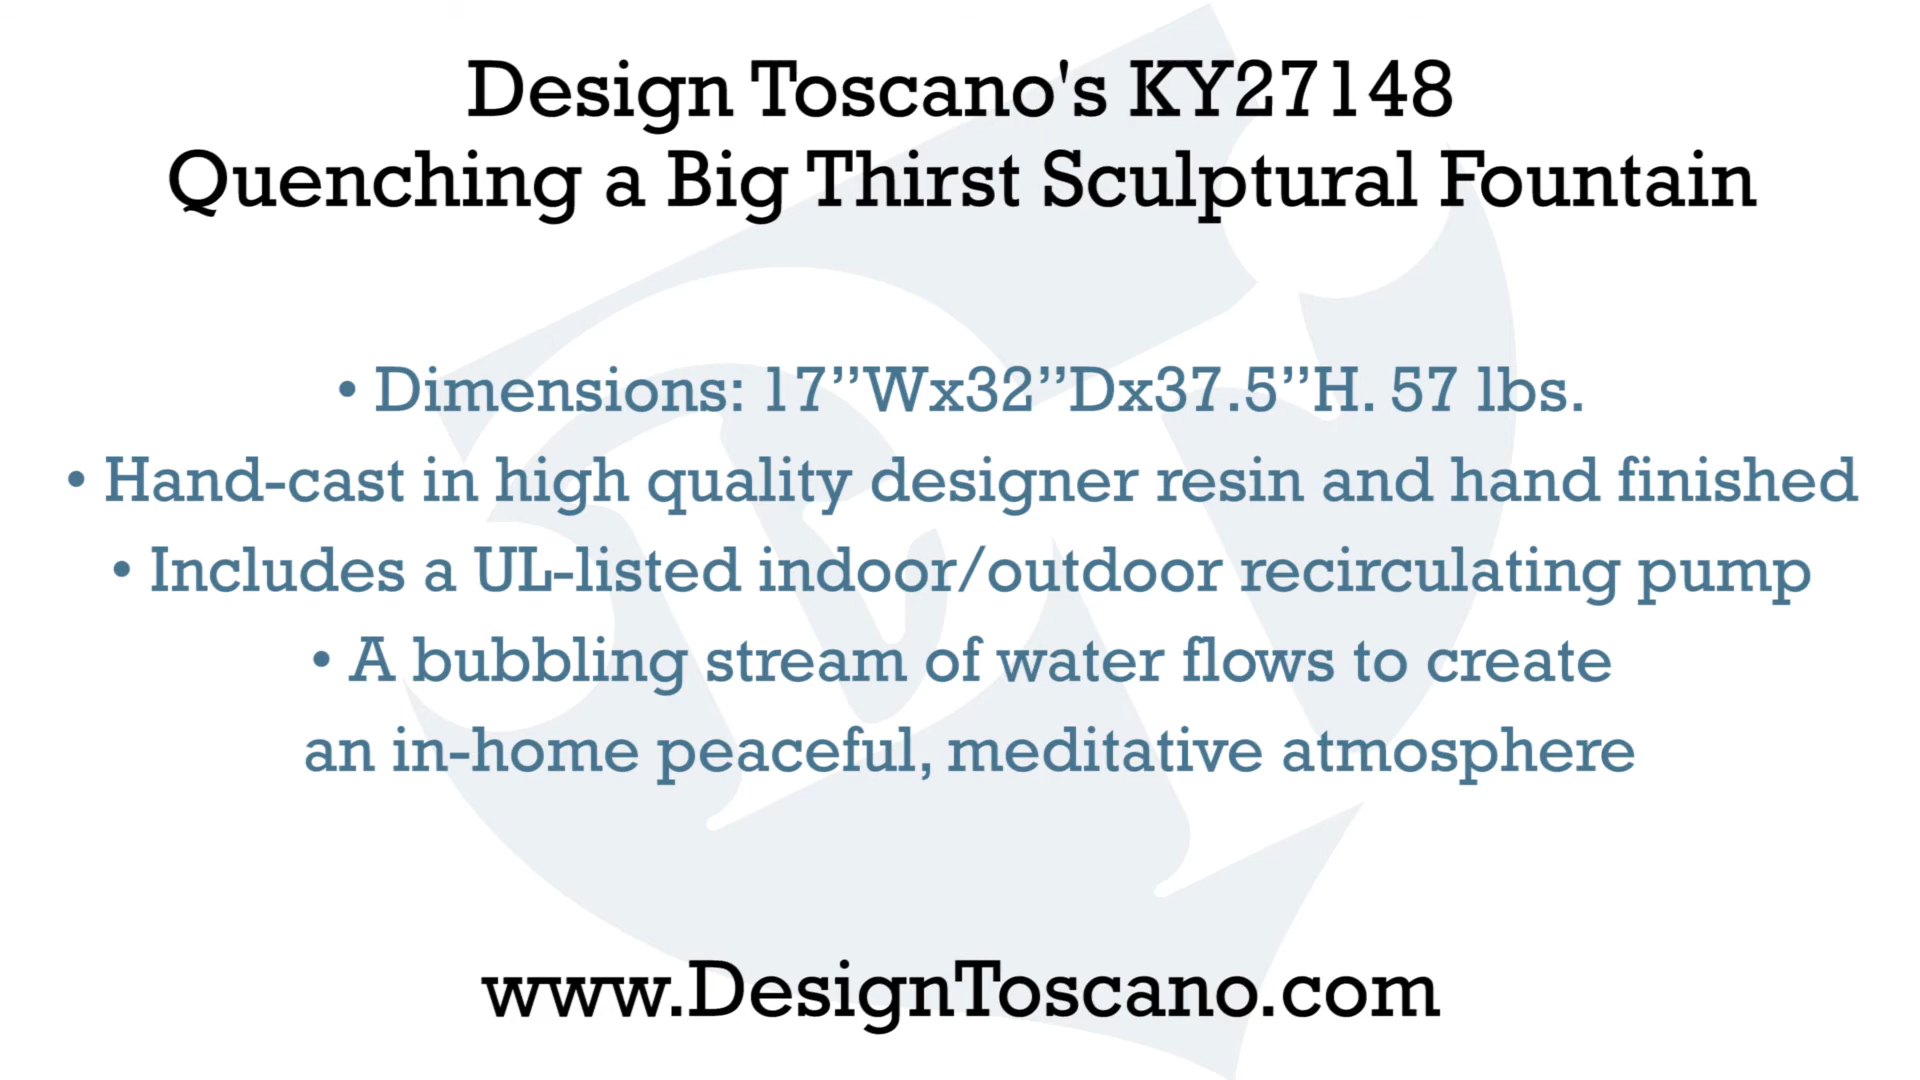 Design Toscano's KY27148
Quenching a Big Thirst Sculptural Fountain
• Dimensions: 17’’Wx32’’Dx37.5’’H. 57 lbs.
• Hand-cast in high quality designer resin and hand finished
• Includes a UL-listed indoor/outdoor recirculating pump
• A bubbling stream of water flows to create
an in-home peaceful, meditative atmosphere
www.DesignToscano.com